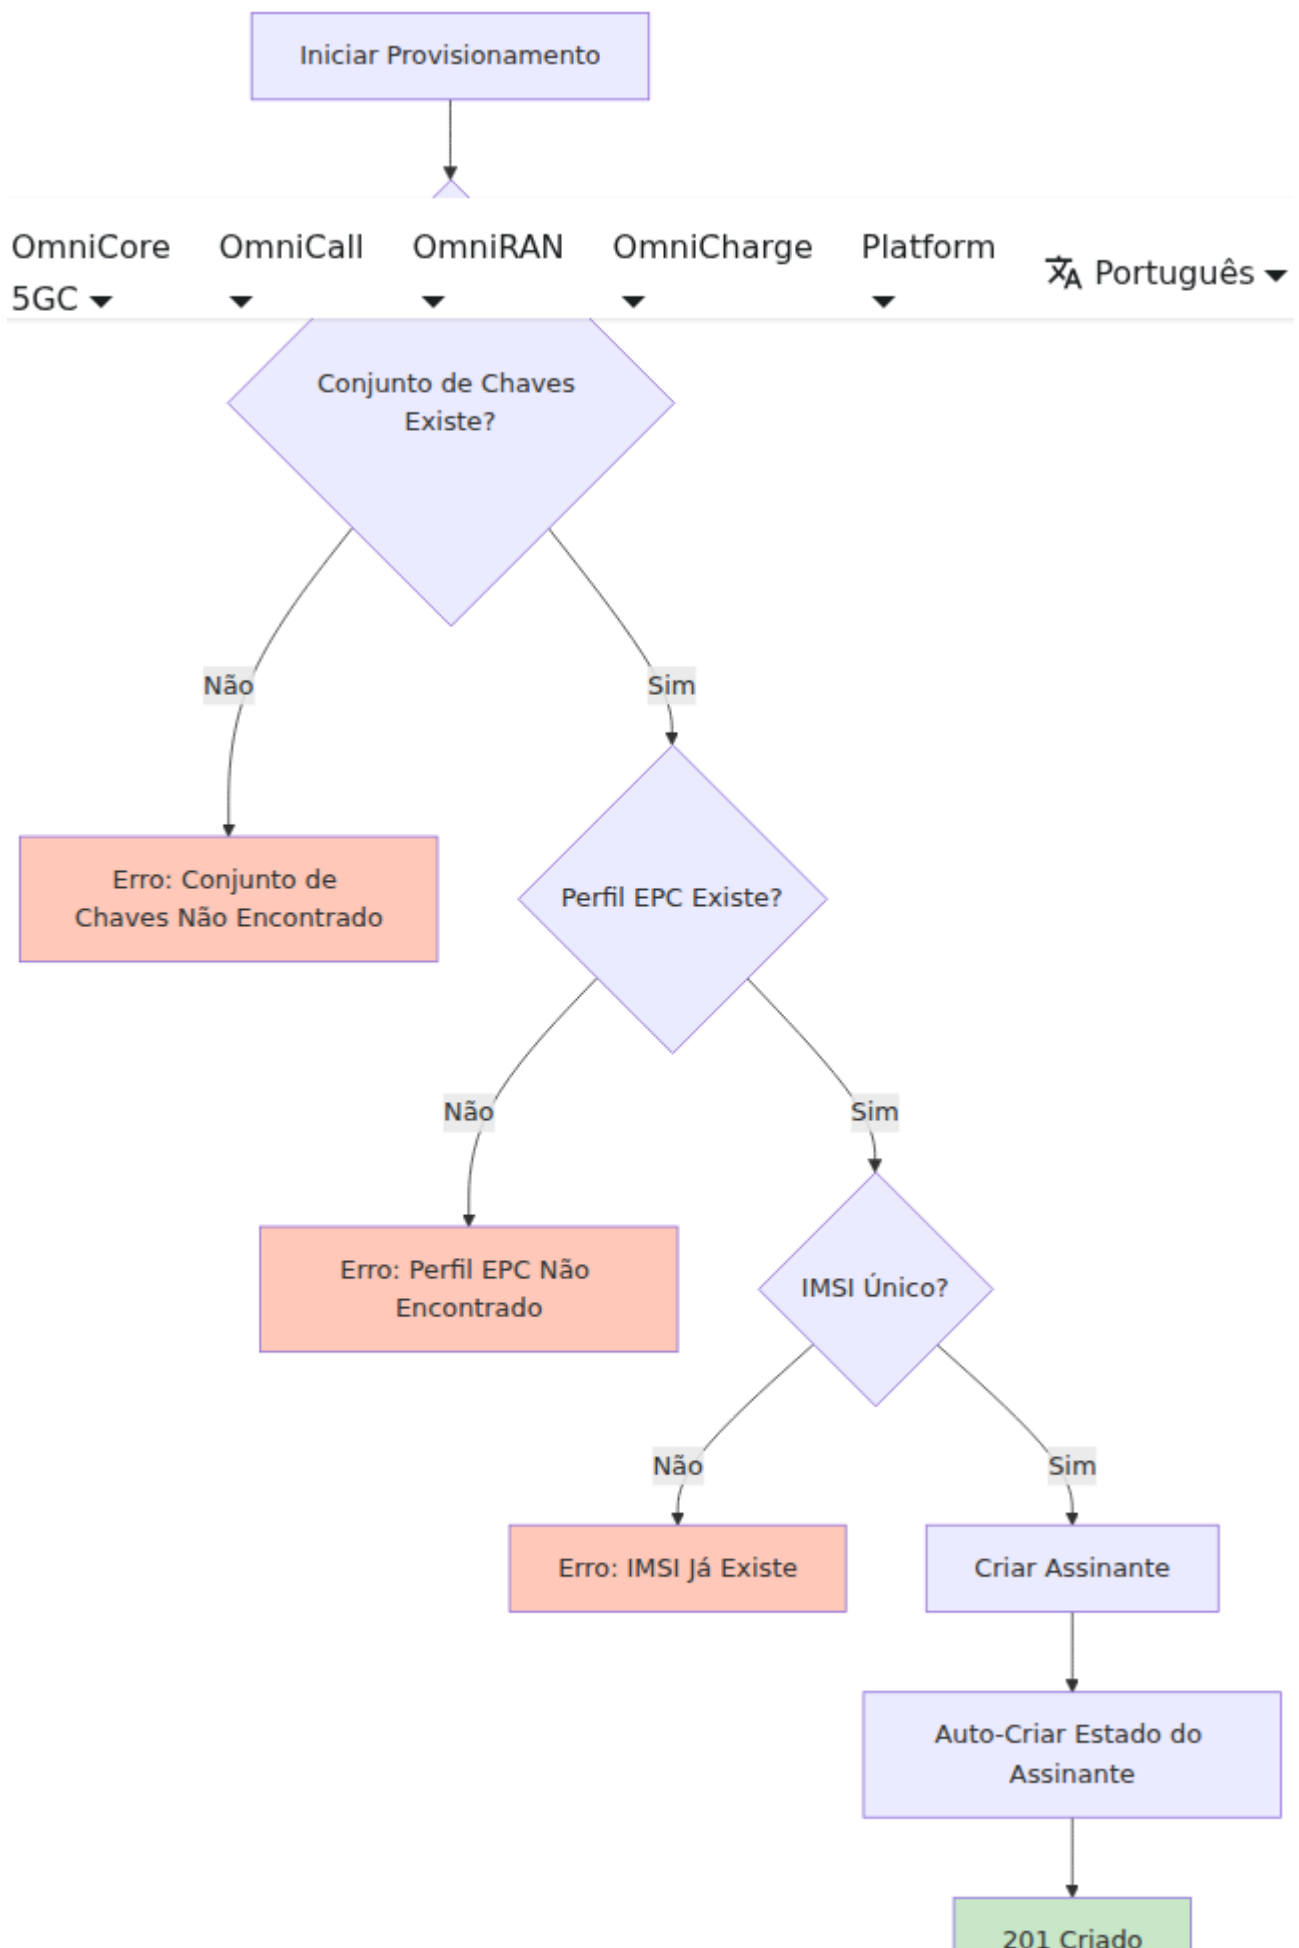 Iniciar Provisionamento
OmniCore
5GC
OmniCall
OmniRAN
OmniCharge
Platform
Português
Conjunto de Chaves
Existe?
Não
Sim
Erro: Conjunto de
Chaves Não Encontrado
Perfil EPC Existe?
Não
Sim
Erro: Perfil EPC Não
Encontrado
IMSI Único?
Não
Sim
Erro: IMSI Já Existe
Criar Assinante
Auto-Criar Estado do
Assinante
201 Criado